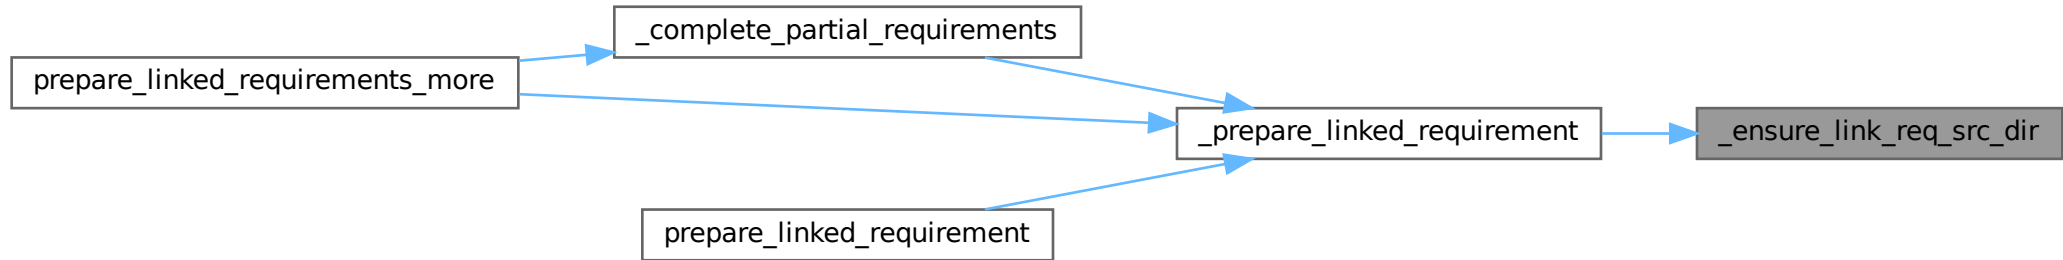 _complete_partial_requirements
prepare_linked_requirements_more
_prepare_linked_requirement
_ensure_link_req_src_dir
prepare_linked_requirement